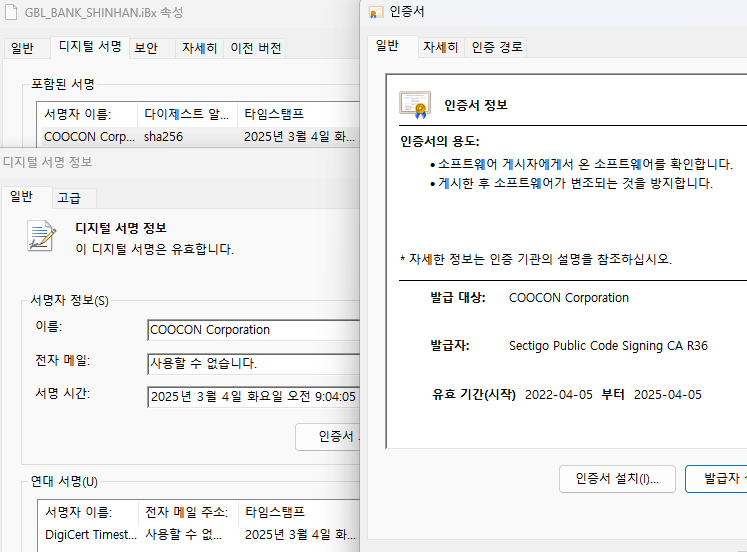 GBL_BANK_SHINHAN.iBx 속성
일반 디지털 서명 보안 자세히 이전 버전
포함된 서명
서명자 이름: 다이제스트 알... 타임스탬프
COOCON Corp... sha256 2025년 3월 4일 화...
디지털 서명 정보
일반 고급
디지털 서명 정보
이 디지털 서명은 유효합니다.
서명자 정보(S)
이름: COOCON Corporation
전자 메일: 사용할 수 없습니다.
서명 시간: 2025년 3월 4일 화요일 오전 9:04:05
인증서
연대 서명(U)
서명자 이름: 전자 메일 주소: 타임스탬프
DigiCert Timest... 사용할 수 없... 2025년 3월 4일 화...
인증서
일반 자세히 인증 경로
인증서 정보
인증서의 용도:
• 소프트웨어 게시자에게서 온 소프트웨어를 확인합니다.
• 게시한 후 소프트웨어가 변조되는 것을 방지합니다.
* 자세한 정보는 인증 기관의 설명을 참조하십시오.
발급 대상: COOCON Corporation
발급자: Sectigo Public Code Signing CA R36
유효 기간(시작) 2022-04-05 부터 2025-04-05
인증서 설치(I)... 발급자